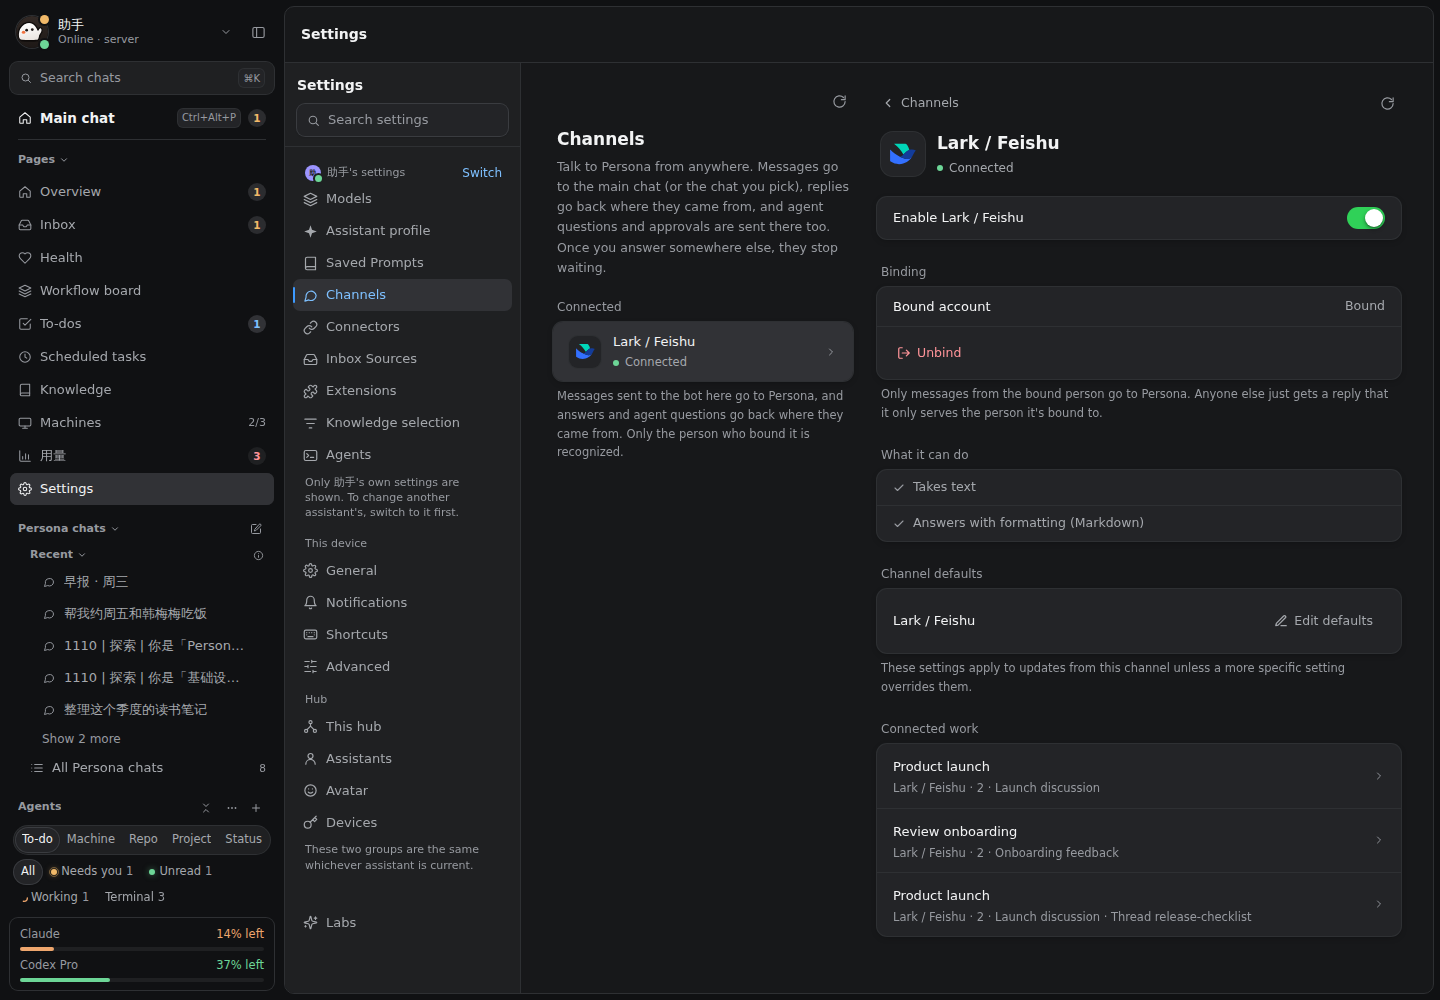 助手
Online · server
Search chats
⌘K
Main chat
Ctrl+Alt+P
1
Pages
Overview
1
Inbox
1
Health
Workflow board
To-dos
1
Scheduled tasks
Knowledge
Machines
2/3
用量
3
Settings
Persona chats
Recent
早报 · 周三
帮我约周五和韩梅梅吃饭
1110 | 探索 | 你是「Person…
1110 | 探索 | 你是「基础设…
整理这个季度的读书笔记
Show 2 more
All Persona chats
8
Agents
To-do
Machine
Repo
Project
Status
All
Needs you 1
Unread 1
Working 1
Terminal 3
Claude
14% left
Codex Pro
37% left
Settings
Settings
Search settings
助手's settings
Switch
Models
Assistant profile
Saved Prompts
Channels
Connectors
Inbox Sources
Extensions
Knowledge selection
Agents
Only 助手's own settings are
shown. To change another
assistant's, switch to it first.
This device
General
Notifications
Shortcuts
Advanced
Hub
This hub
Assistants
Avatar
Devices
These two groups are the same
whichever assistant is current.
Labs
Channels
Talk to Persona from anywhere. Messages go
to the main chat (or the chat you pick), replies
go back where they came from, and agent
questions and approvals are sent there too.
Once you answer somewhere else, they stop
waiting.
Connected
Lark / Feishu
Connected
Messages sent to the bot here go to Persona, and
answers and agent questions go back where they
came from. Only the person who bound it is
recognized.
Channels
Lark / Feishu
Connected
Enable Lark / Feishu
Binding
Bound account
Bound
Unbind
Only messages from the bound person go to Persona. Anyone else just gets a reply that
it only serves the person it's bound to.
What it can do
Takes text
Answers with formatting (Markdown)
Channel defaults
Lark / Feishu
Edit defaults
These settings apply to updates from this channel unless a more specific setting
overrides them.
Connected work
Product launch
Lark / Feishu · 2 · Launch discussion
Review onboarding
Lark / Feishu · 2 · Onboarding feedback
Product launch
Lark / Feishu · 2 · Launch discussion · Thread release-checklist